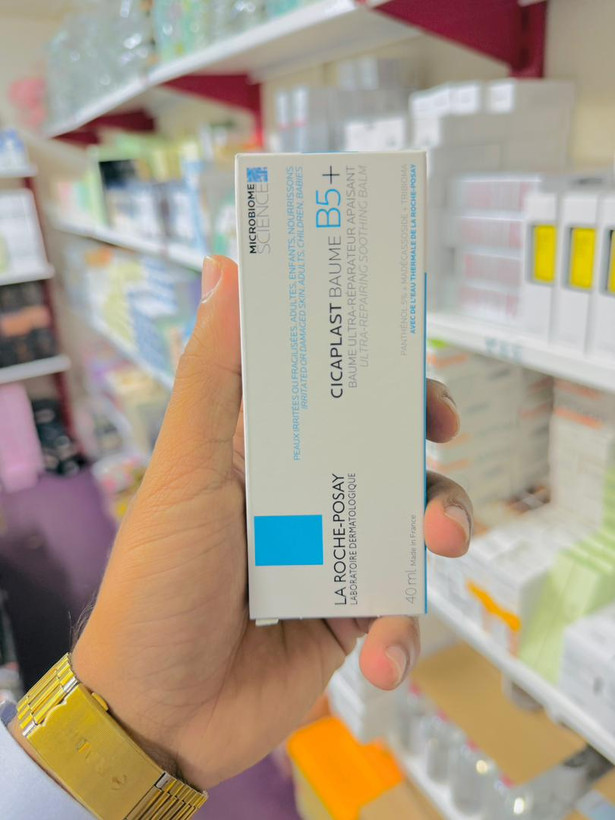 MICROBIOME
SCIENCE
PEAUX IRRITÉES OU FRAGILISÉES, ADULTES, ENFANTS, NOURRISSONS
IRRITATED OR DAMAGED SKIN, ADULTS, CHILDREN, BABIES
CICAPLAST BAUME B5+
BAUME ULTRA-RÉPARATEUR APAISANT
ULTRA-REPAIRING SOOTHING BALM
PANTHÉNOL 5% + MADÉCASSOSIDE + TRIBIOMA
AVEC DE L'EAU THERMALE DE LA ROCHE-POSAY
LA ROCHE-POSAY
LABORATOIRE DERMATOLOGIQUE
40 ml Made in France